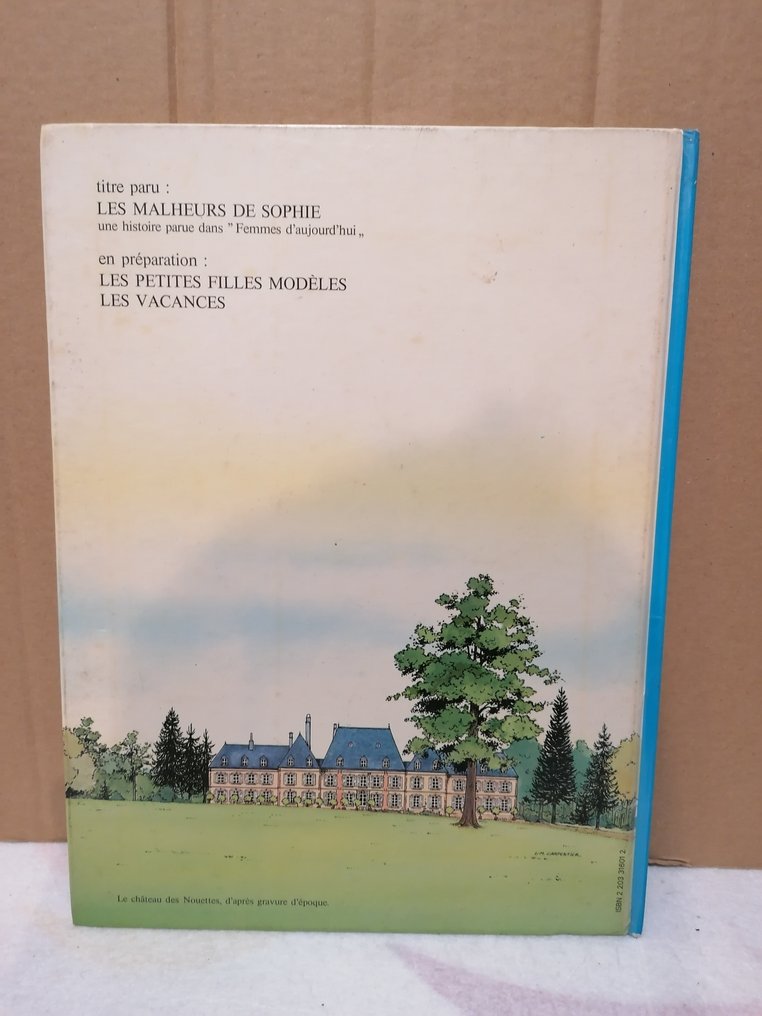 titre paru :
LES MALHEURS DE SOPHIE
une histoire parue dans " Femmes d'aujourd'hui „
en préparation :
LES PETITES FILLES MODÈLES
LES VACANCES
J-M. CARPENTIER
Le château des Nouettes, d'après gravure d'époque.
ISBN 2 203 31601 2